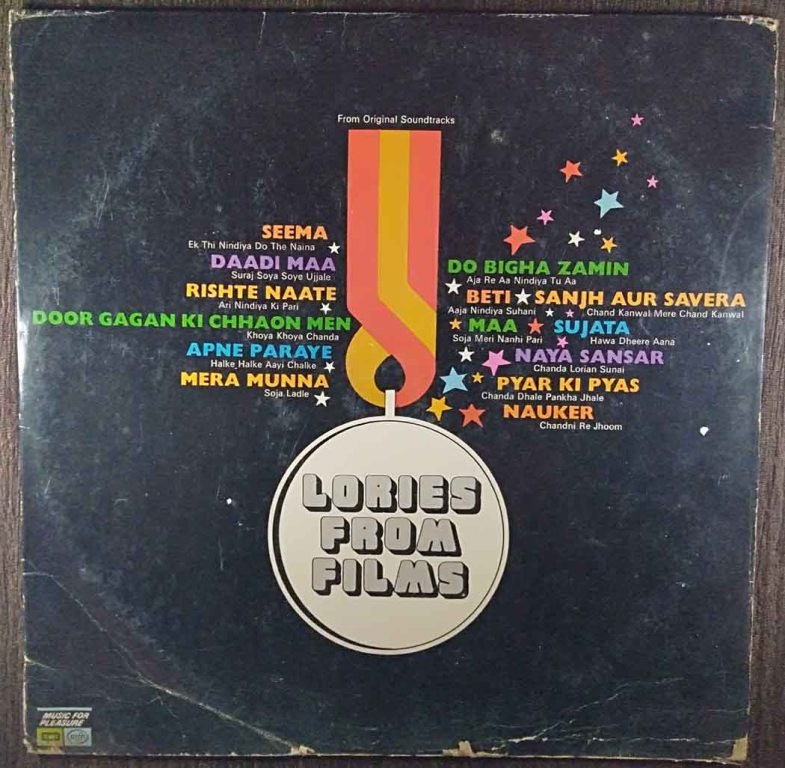 From Original Soundtracks
SEEMA
Ek Thi Nindiya Do The Naina
DAADI MAA
Suraj Soya Soye Ujjale
RISHTE NAATE
Ari Nindiya Ki Pari
DOOR GAGAN KI CHHAON MEN
Khoya Khoya Chanda
APNE PARAYE
Halke Halke Aayi Chalke
MERA MUNNA
Soja Ladle
DO BIGHA ZAMIN
Aja Re Aa Nindiya Tu Aa
BETI SANJH AUR SAVERA
Aaja Nindiya Suhani Chand Kanwal Mere Chand Kanwal
MAA SUJATA
Soja Meri Nanhi Pari Hawa Dheere Aana
NAYA SANSAR
Chanda Lorian Sunai
PYAR KI PYAS
Chanda Dhale Pankha Jhale
NAUKER
Chandni Re Jhoom
LORIES
FROM
FILMS
MUSIC FOR
PLEASURE